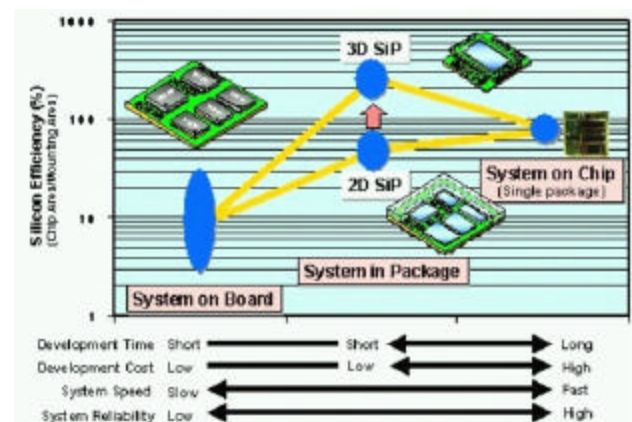 1000
3D SiP
100
System on Chip
(Single package)
2D SiP
10
System in Package
System on Board
1
Silicon Efficiency (%)
(Chip Area/Mounting Area)
Development Time Short Short Long
Development Cost Low Low High
System Speed Slow Fast
System Reliability Low High